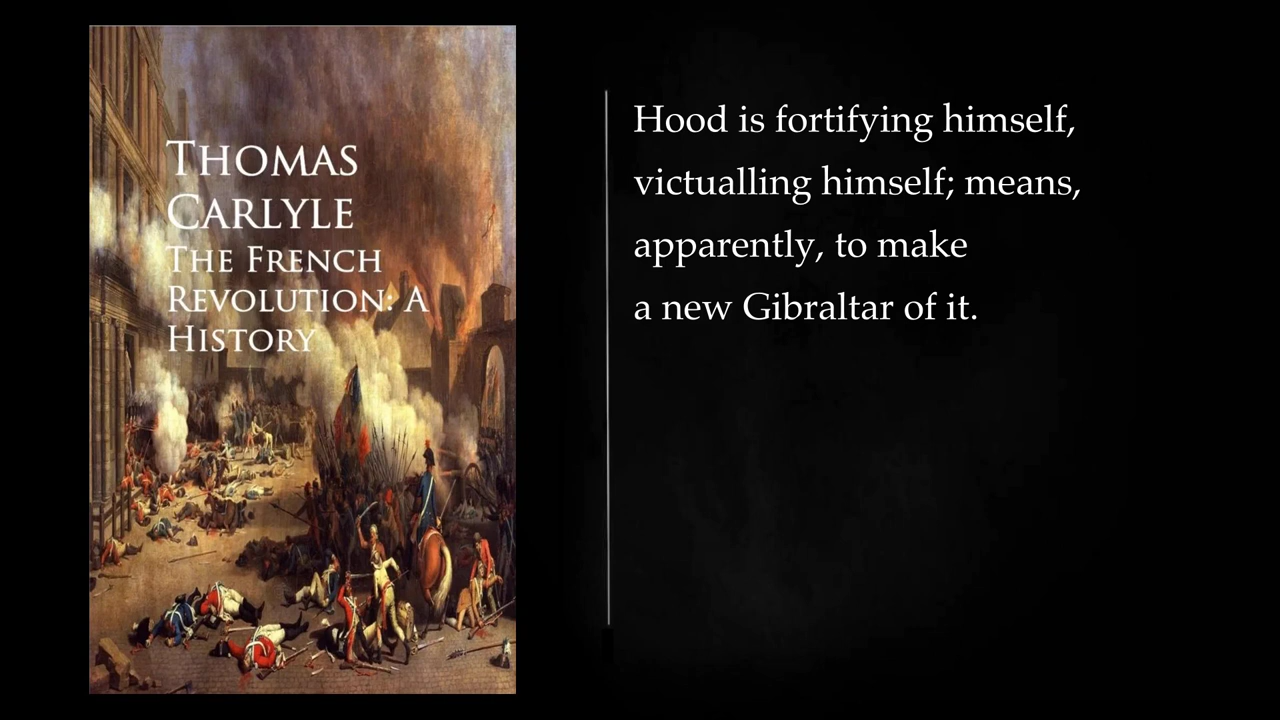 THOMAS
CARLYLE
THE FRENCH
REVOLUTION: A
HISTORY
Hood is fortifying himself,
victualling himself; means,
apparently, to make
a new Gibraltar of it.